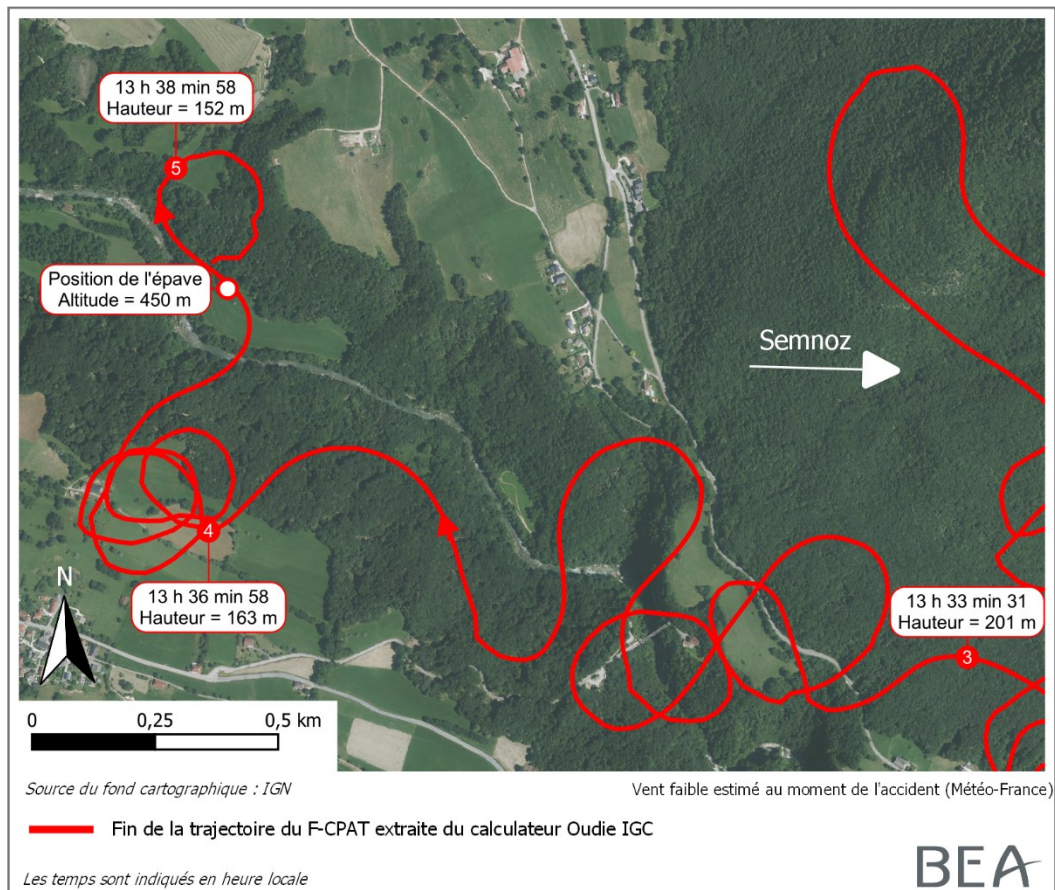 13 h 38 min 58
Hauteur = 152 m
5
Position de l'épave
Altitude = 450 m
Semnoz
4
13 h 36 min 58
Hauteur = 163 m
13 h 33 min 31
Hauteur = 201 m
3
N
0 0,25 0,5 km
Source du fond cartographique : IGN
Vent faible estimé au moment de l'accident (Météo-France)
Fin de la trajectoire du F-CPAT extraite du calculateur Oudie IGC
Les temps sont indiqués en heure locale
BEA